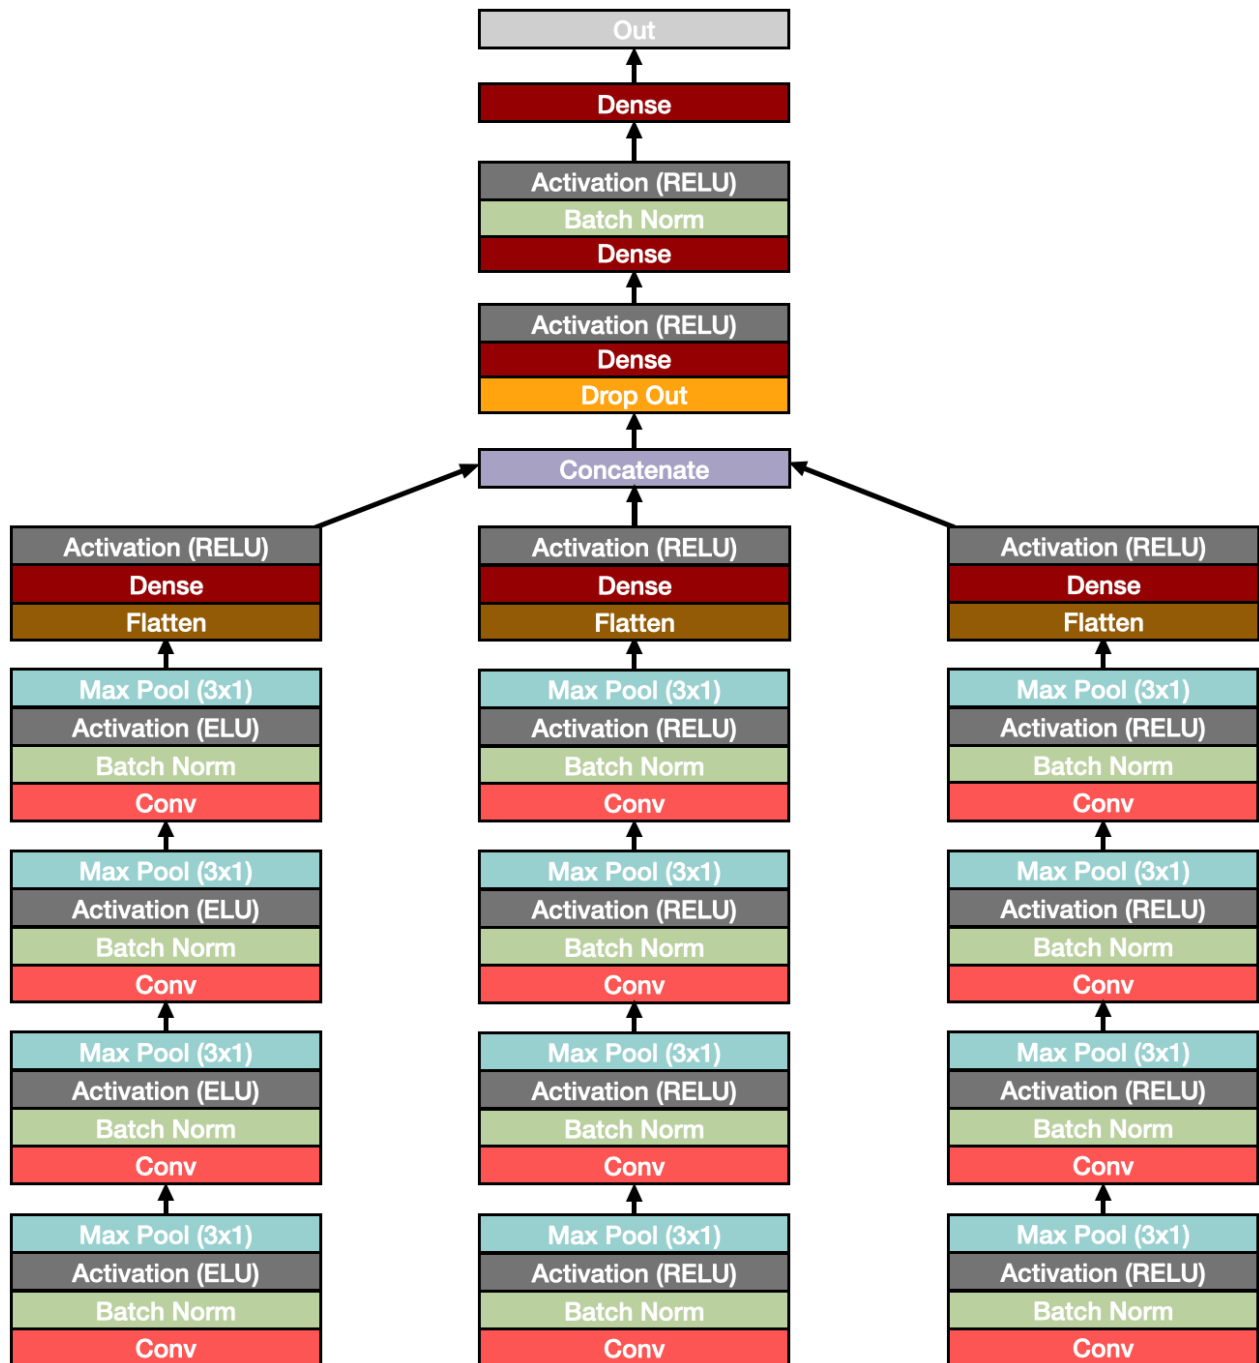 Out
Dense
Activation (RELU)
Batch Norm
Dense
Activation (RELU)
Dense
Drop Out
Concatenate
Activation (RELU)
Dense
Flatten
Max Pool (3x1)
Activation (ELU)
Batch Norm
Conv
Max Pool (3x1)
Activation (ELU)
Batch Norm
Conv
Max Pool (3x1)
Activation (ELU)
Batch Norm
Conv
Max Pool (3x1)
Activation (ELU)
Batch Norm
Conv
Activation (RELU)
Dense
Flatten
Max Pool (3x1)
Activation (RELU)
Batch Norm
Conv
Max Pool (3x1)
Activation (RELU)
Batch Norm
Conv
Max Pool (3x1)
Activation (RELU)
Batch Norm
Conv
Max Pool (3x1)
Activation (RELU)
Batch Norm
Conv
Activation (RELU)
Dense
Flatten
Max Pool (3x1)
Activation (RELU)
Batch Norm
Conv
Max Pool (3x1)
Activation (RELU)
Batch Norm
Conv
Max Pool (3x1)
Activation (RELU)
Batch Norm
Conv
Max Pool (3x1)
Activation (RELU)
Batch Norm
Conv